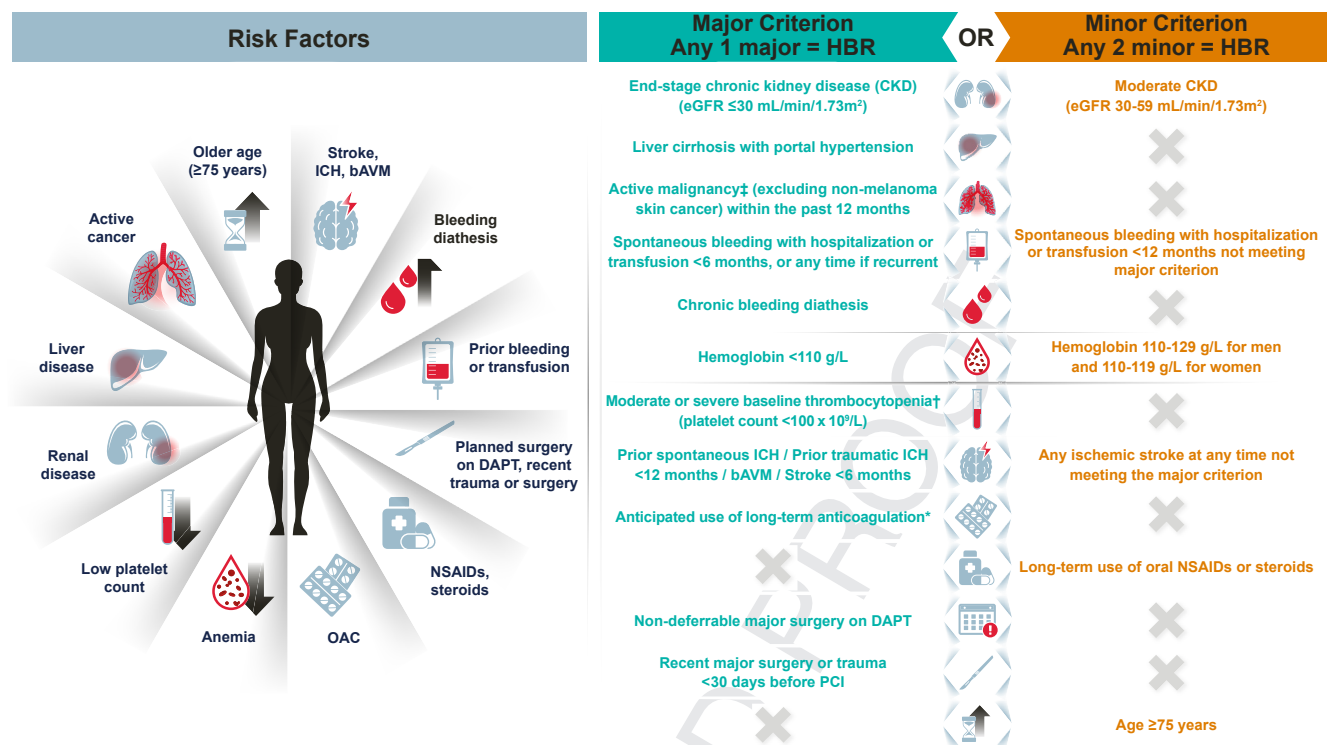 Risk Factors
Older age
(≥75 years)
Stroke,
ICH, bAVM
Active
cancer
Bleeding
diathesis
Liver
disease
Prior bleeding
or transfusion
Renal
disease
Planned surgery
on DAPT, recent
trauma or surgery
Low platelet
count
NSAIDs,
steroids
Anemia
OAC
Major Criterion
Any 1 major = HBR
OR
Minor Criterion
Any 2 minor = HBR
End-stage chronic kidney disease (CKD)
(eGFR ≤30 mL/min/1.73m²)
Moderate CKD
(eGFR 30-59 mL/min/1.73m²)
Liver cirrhosis with portal hypertension
Active malignancy‡ (excluding non-melanoma
skin cancer) within the past 12 months
Spontaneous bleeding with hospitalization or
transfusion <6 months, or any time if recurrent
Spontaneous bleeding with hospitalization
or transfusion <12 months not meeting
major criterion
Chronic bleeding diathesis
Hemoglobin <110 g/L
Hemoglobin 110-129 g/L for men
and 110-119 g/L for women
Moderate or severe baseline thrombocytopenia†
(platelet count <100 x 10⁹/L)
Prior spontaneous ICH / Prior traumatic ICH
<12 months / bAVM / Stroke <6 months
Any ischemic stroke at any time not
meeting the major criterion
Anticipated use of long-term anticoagulation*
Long-term use of oral NSAIDs or steroids
Non-deferrable major surgery on DAPT
Recent major surgery or trauma
<30 days before PCI
Age ≥75 years